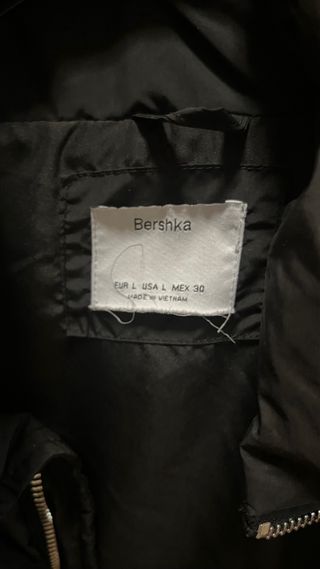 Bershka
EUR L USA L MEX 30
MADE IN VIETNAM